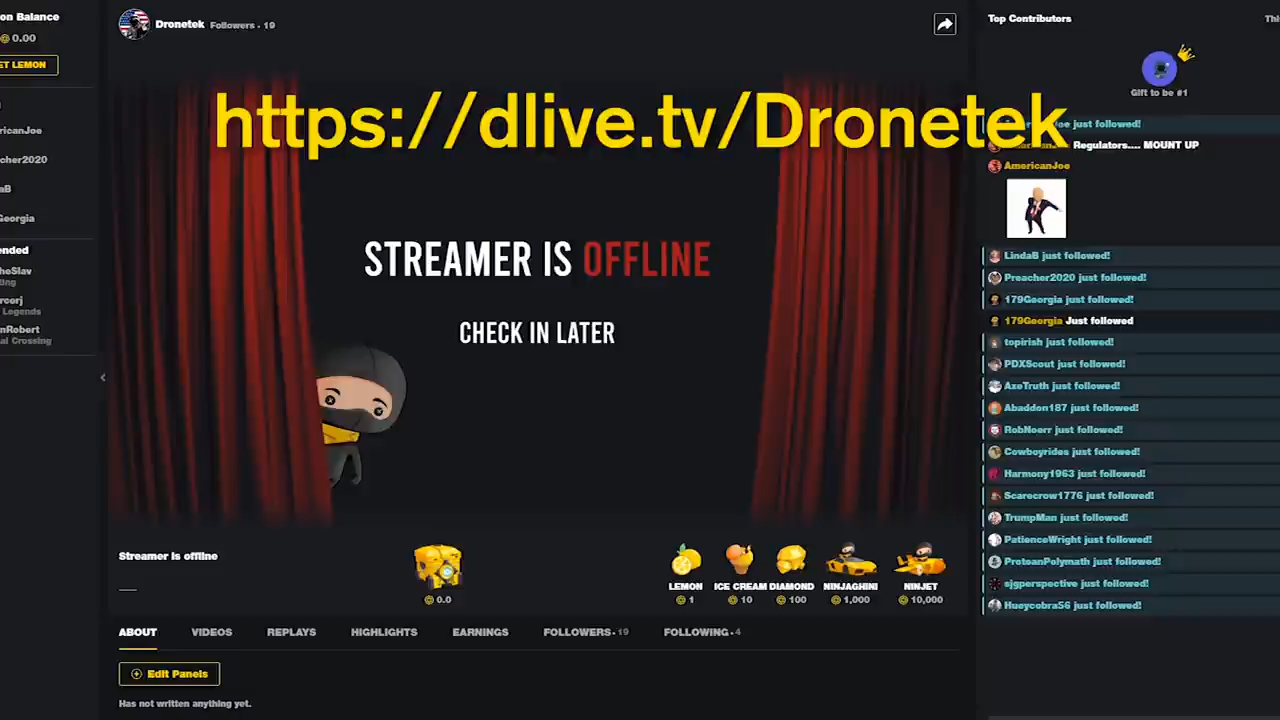 on Balance
0.00
ET LEMON
ricanJoe
cher2020
aB
Georgia
ended
heSlav
ting
rcerj
Legends
nRobert
al Crossing
Dronetek Followers · 19
https://dlive.tv/Dronetek
STREAMER IS OFFLINE
CHECK IN LATER
Streamer is offline
0.0
LEMON
1
ICE CREAM
10
DIAMOND
100
NINJAGHINI
1,000
NINJET
10,000
ABOUT VIDEOS REPLAYS HIGHLIGHTS EARNINGS FOLLOWERS · 19 FOLLOWING · 4
Edit Panels
Has not written anything yet.
Top Contributors Thi
Gift to be #1
just followed!
Regulators.... MOUNT UP
AmericanJoe
LindaB just followed!
Preacher2020 just followed!
179Georgia just followed!
179Georgia Just followed
topirish just followed!
PDXScout just followed!
AxeTruth just followed!
Abaddon187 just followed!
RobNoerr just followed!
Cowboyrides just followed!
Harmony1963 just followed!
Scarecrow1776 just followed!
TrumpMan just followed!
PatienceWright just followed!
ProteanPolymath just followed!
sjgperspective just followed!
HueycobraS6 just followed!